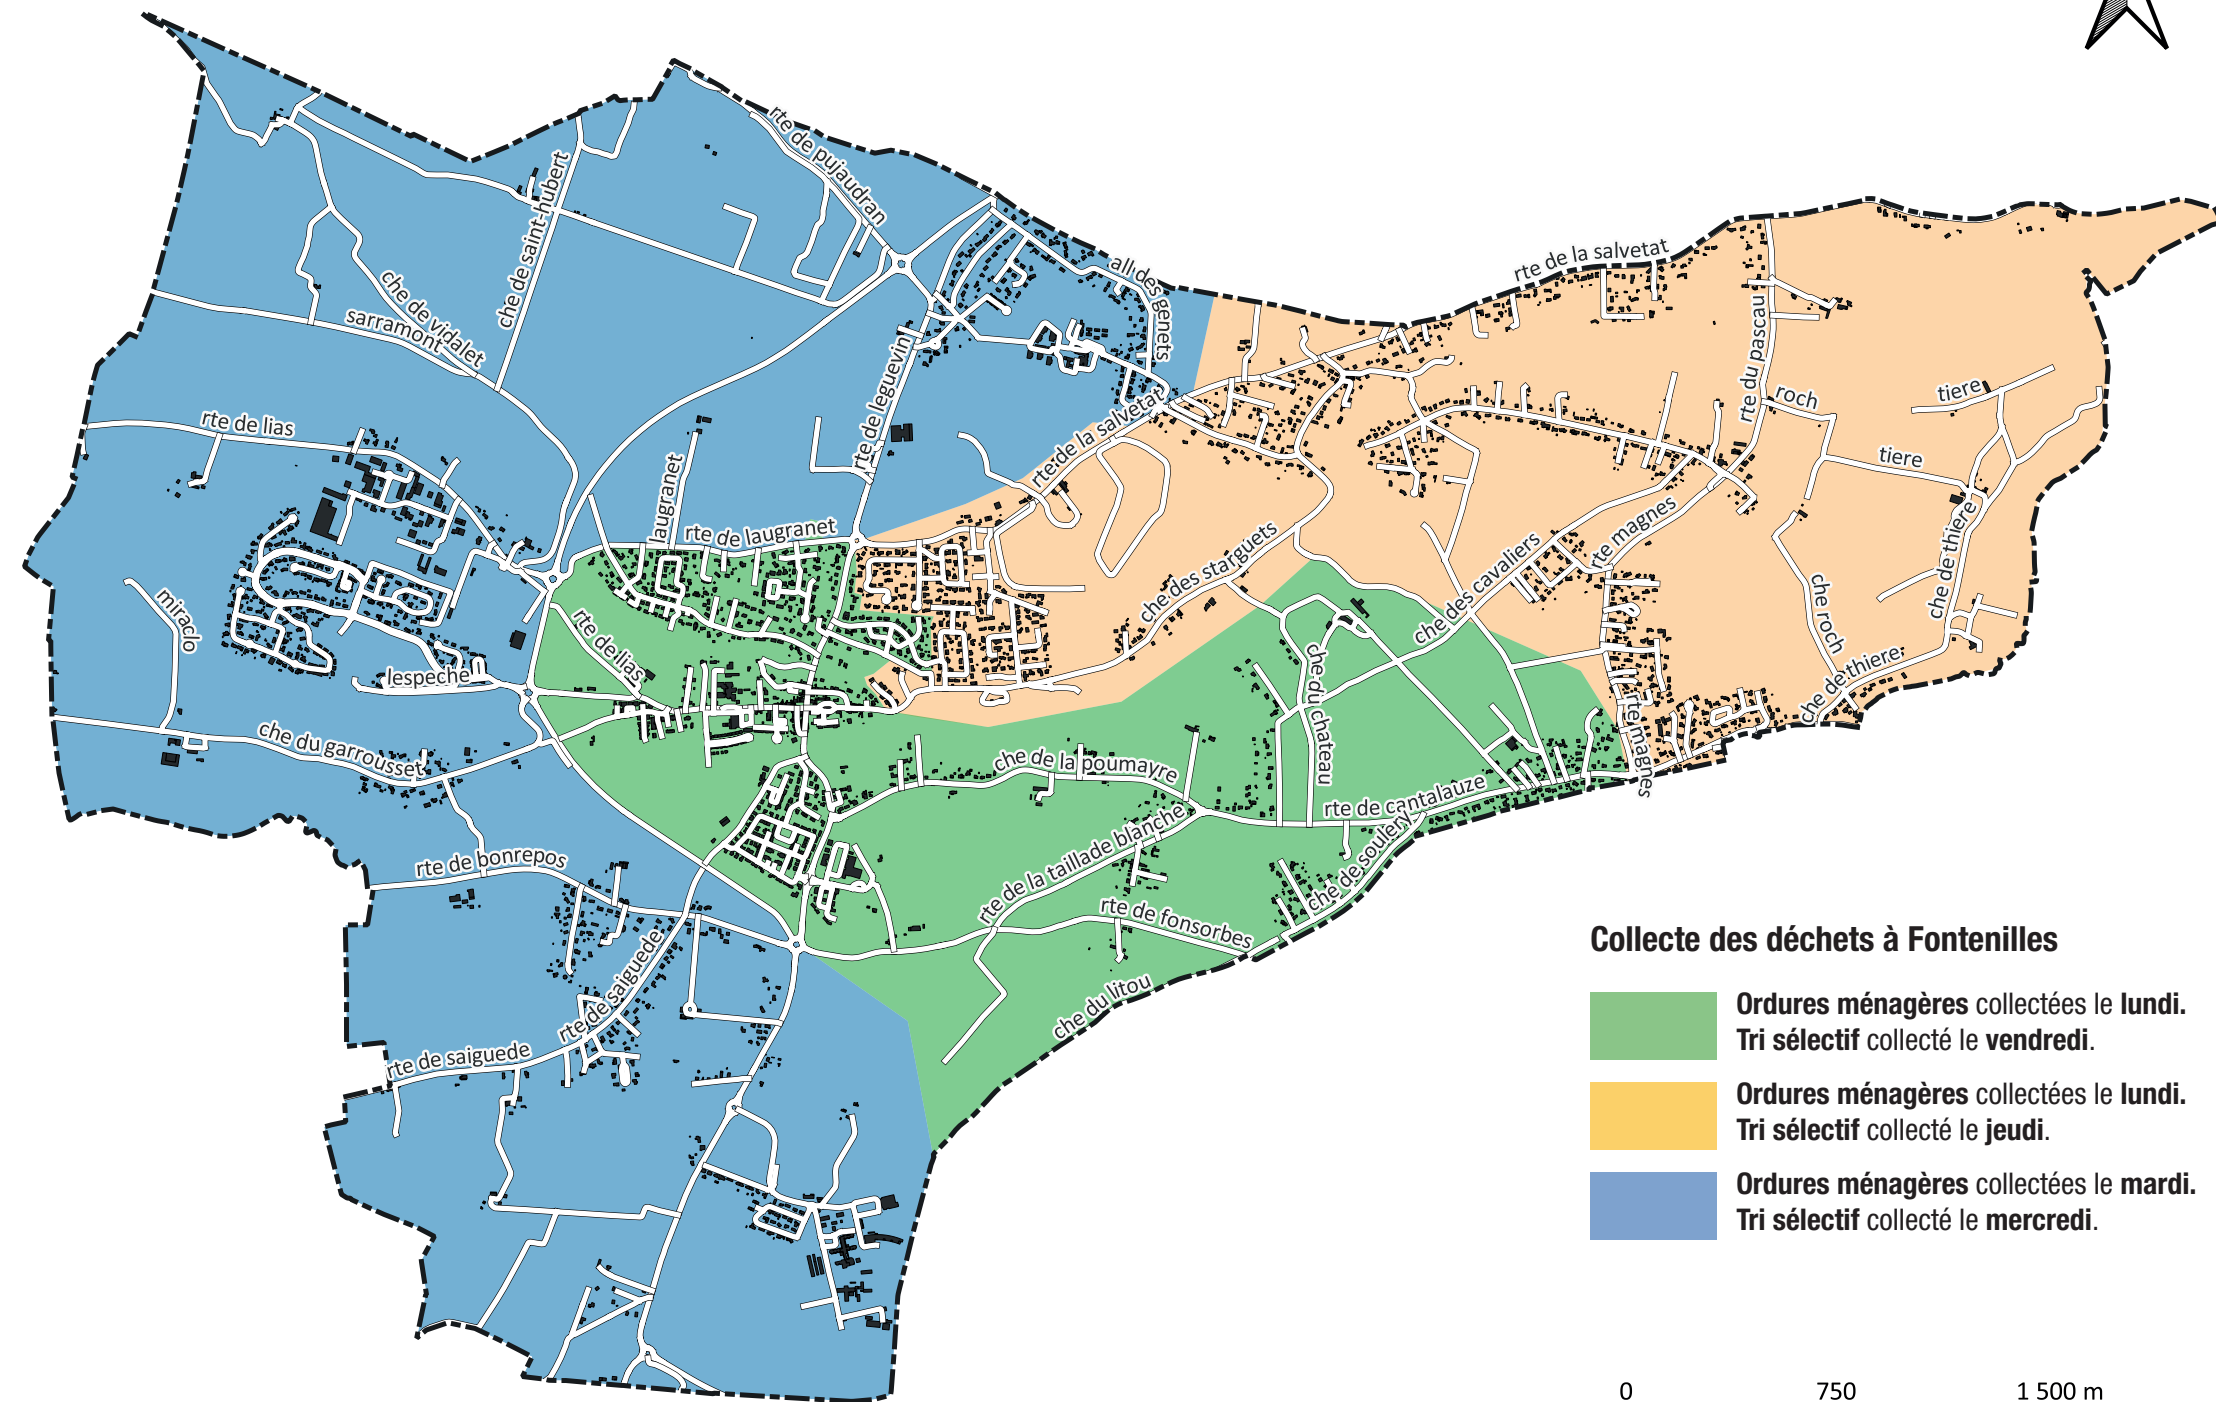 rte de pujaudran
che de saint-hubert
all des genets
rte de la salvetat
che de vidalet
sarramont
rte de leguevin
rte du pascau
roch
tiere
rte de lias
rte de la salvetat
tiere
laugranet
rte de laugranet
che des starguets
rte magnes
che des cavaliers
che de thiere
miraclo
rte de lias
che roch
lespeche
che du chateau
che de thiere
rte magnes
che du garrousset
che de la poumayre
rte de cantalauze
rte de bonrepos
rte de la taillade blanche
che de soulery
rte de fonsorbes
rte de saiguede
che du litou
rte de saiguede
Collecte des déchets à Fontenilles
Ordures ménagères collectées le lundi.
Tri sélectif collecté le vendredi.
Ordures ménagères collectées le lundi.
Tri sélectif collecté le jeudi.
Ordures ménagères collectées le mardi.
Tri sélectif collecté le mercredi.
0 750 1 500 m